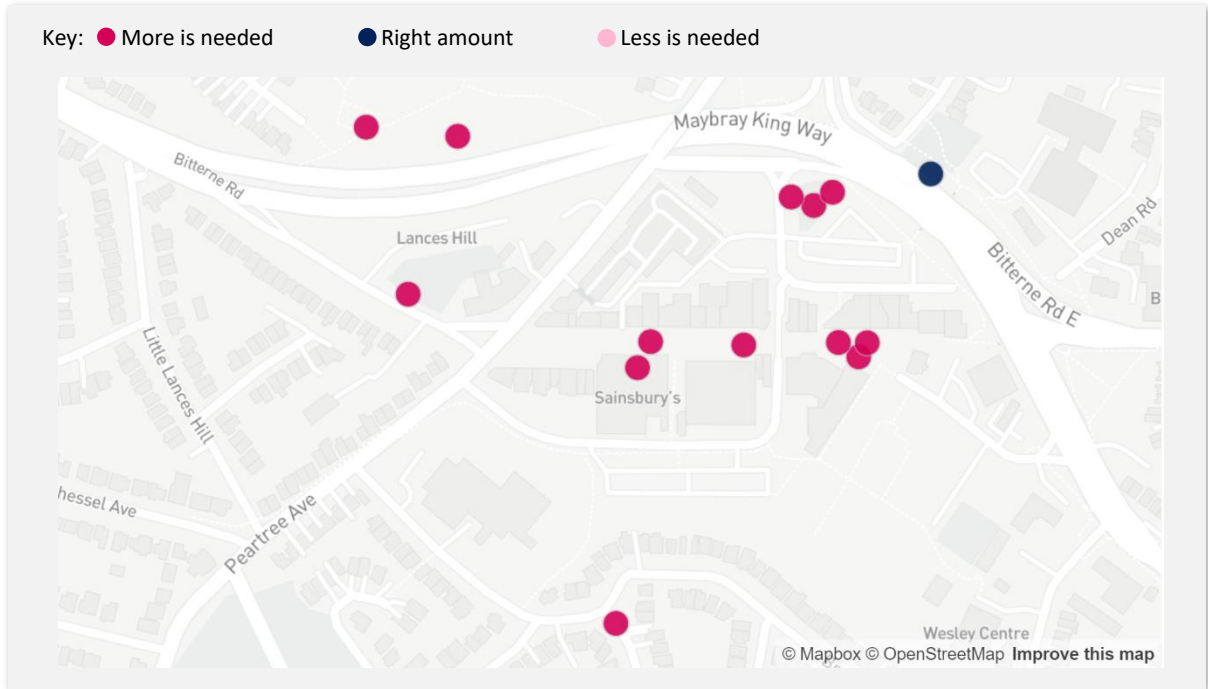 Key: More is needed Right amount Less is needed
Maybray King Way
Bitterne Rd
Lances Hill
Dean Rd
Bitterne Rd E
B
Little Lances Hill
Sainsbury's
hessel Ave
Peartree Ave
Wesley Centre
© Mapbox © OpenStreetMap Improve this map